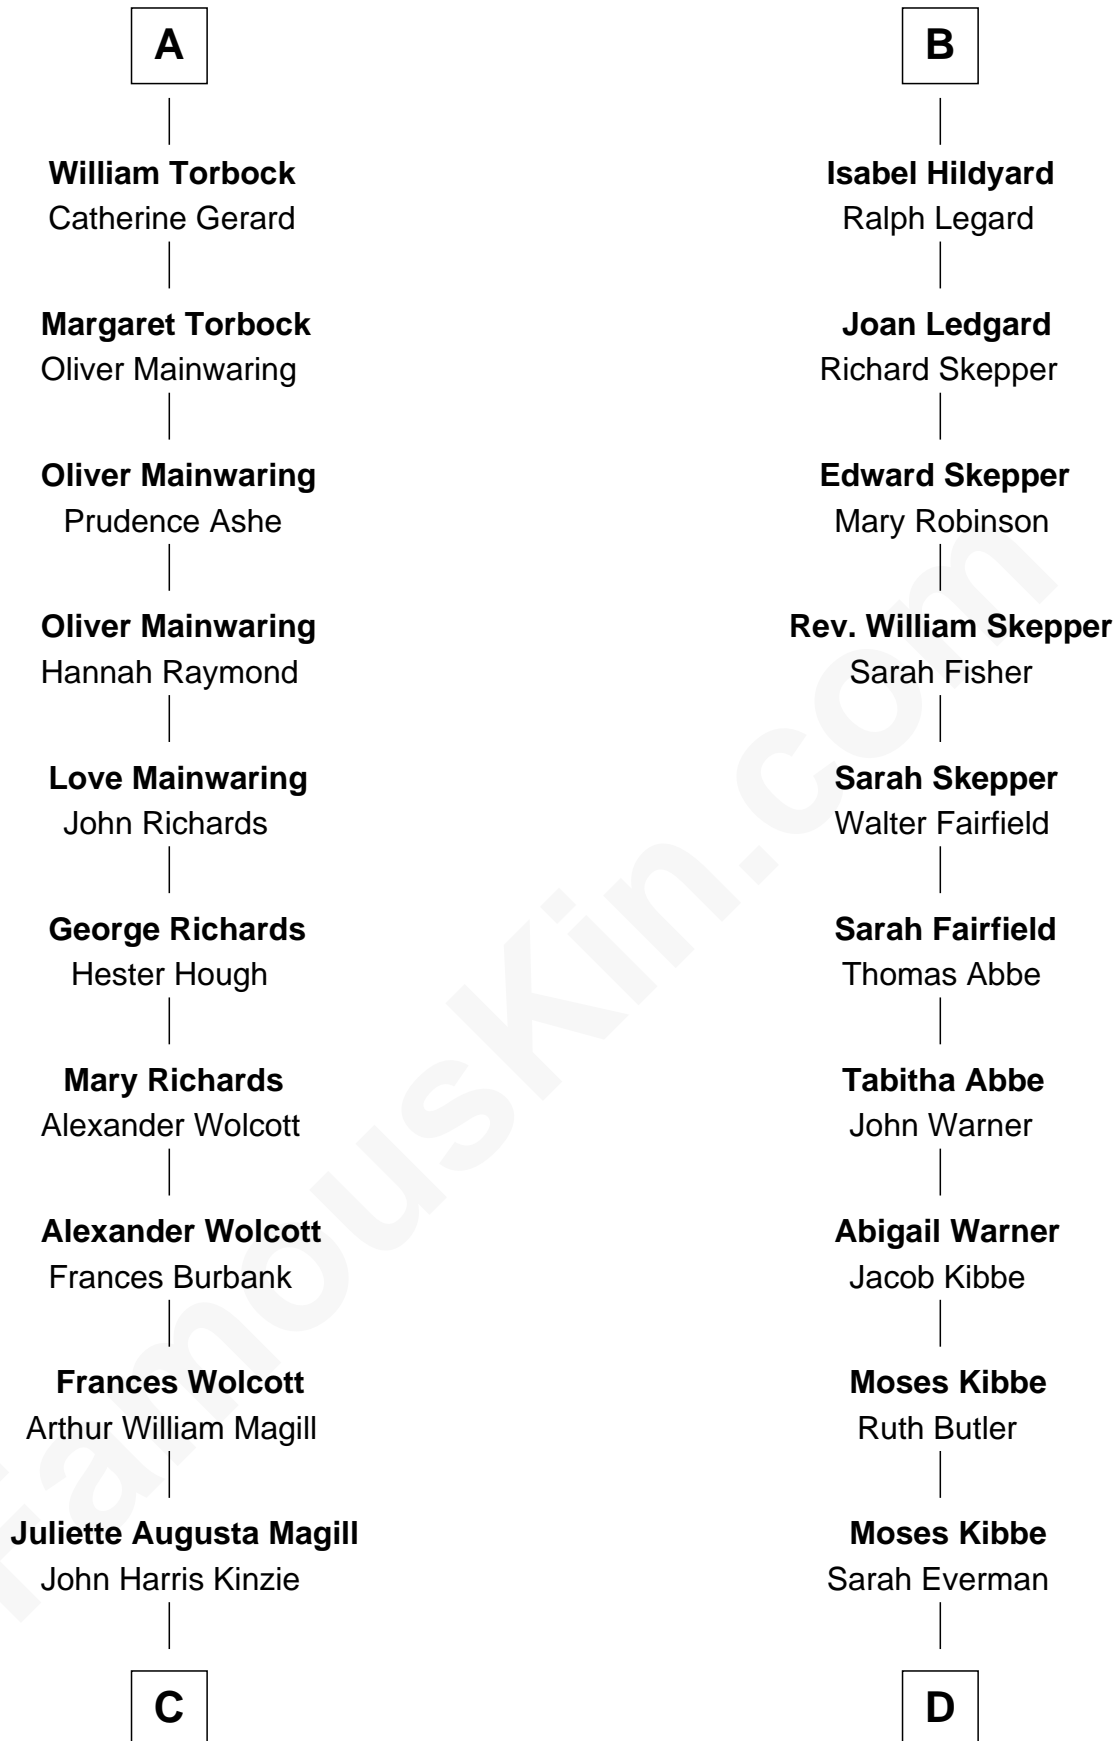 A
William Torbock
Catherine Gerard
Margaret Torbock
Oliver Mainwaring
Oliver Mainwaring
Prudence Ashe
Oliver Mainwaring
Hannah Raymond
Love Mainwaring
John Richards
George Richards
Hester Hough
Mary Richards
Alexander Wolcott
Alexander Wolcott
Frances Burbank
Frances Wolcott
Arthur William Magill
Juliette Augusta Magill
John Harris Kinzie
C
B
Isabel Hildyard
Ralph Legard
Joan Ledgard
Richard Skepper
Edward Skepper
Mary Robinson
Rev. William Skepper
Sarah Fisher
Sarah Skepper
Walter Fairfield
Sarah Fairfield
Thomas Abbe
Tabitha Abbe
John Warner
Abigail Warner
Jacob Kibbe
Moses Kibbe
Ruth Butler
Moses Kibbe
Sarah Everman
D
FamousKin.com